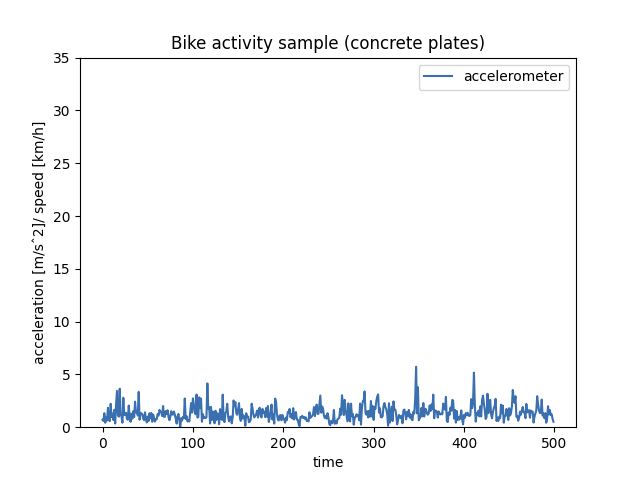 Bike activity sample (concrete plates)
accelerometer
acceleration [m/sˆ2]/ speed [km/h]
35
30
25
20
15
10
5
0
0 100 200 300 400 500
time